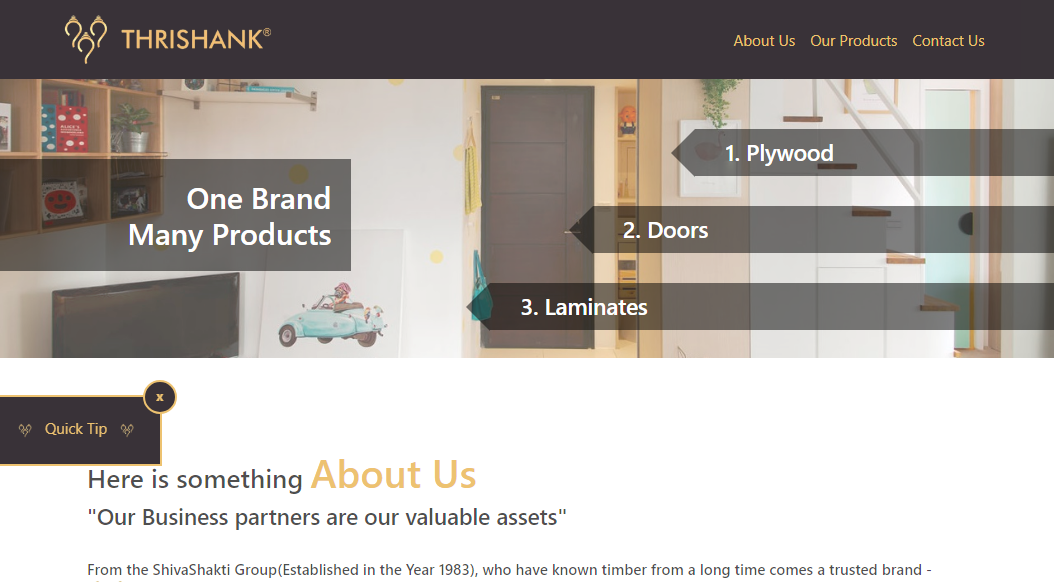 THRISHANK®
About Us Our Products Contact Us
One Brand
Many Products
1. Plywood
2. Doors
3. Laminates
x
Quick Tip
Here is something About Us
"Our Business partners are our valuable assets"
From the ShivaShakti Group(Established in the Year 1983), who have known timber from a long time comes a trusted brand -